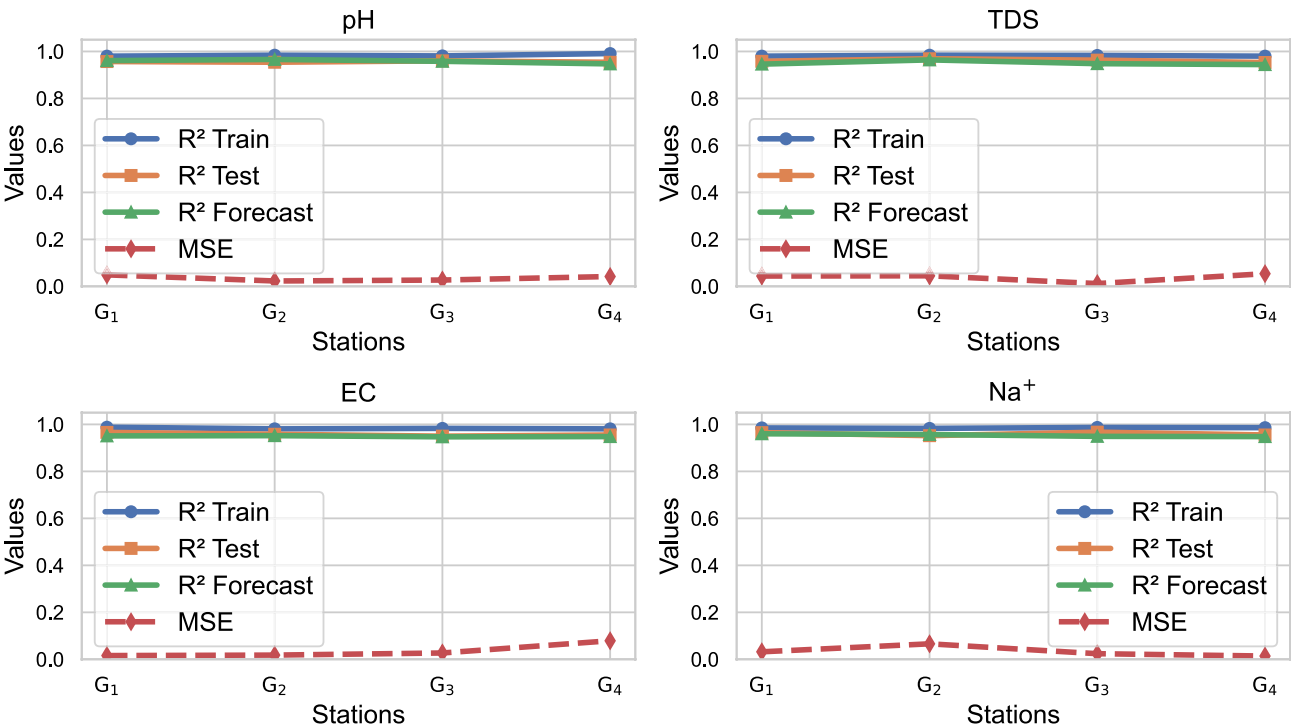 pH
1.0
0.8
0.6
0.4
0.2
0.0
Values
R² Train
R² Test
R² Forecast
MSE
G₁ G₂ G₃ G₄
Stations
TDS
1.0
0.8
0.6
0.4
0.2
0.0
Values
R² Train
R² Test
R² Forecast
MSE
G₁ G₂ G₃ G₄
Stations
EC
1.0
0.8
0.6
0.4
0.2
0.0
Values
R² Train
R² Test
R² Forecast
MSE
G₁ G₂ G₃ G₄
Stations
Na⁺
1.0
0.8
0.6
0.4
0.2
0.0
Values
R² Train
R² Test
R² Forecast
MSE
G₁ G₂ G₃ G₄
Stations